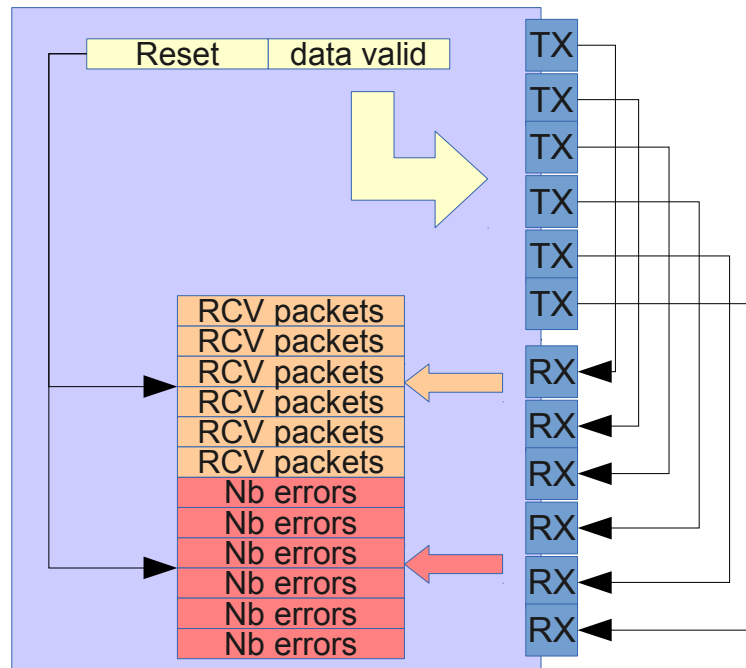 Reset data valid
TX
TX
TX
TX
TX
TX
RCV packets
RCV packets
RCV packets
RCV packets
RCV packets
RCV packets
Nb errors
Nb errors
Nb errors
Nb errors
Nb errors
Nb errors
RX
RX
RX
RX
RX
RX